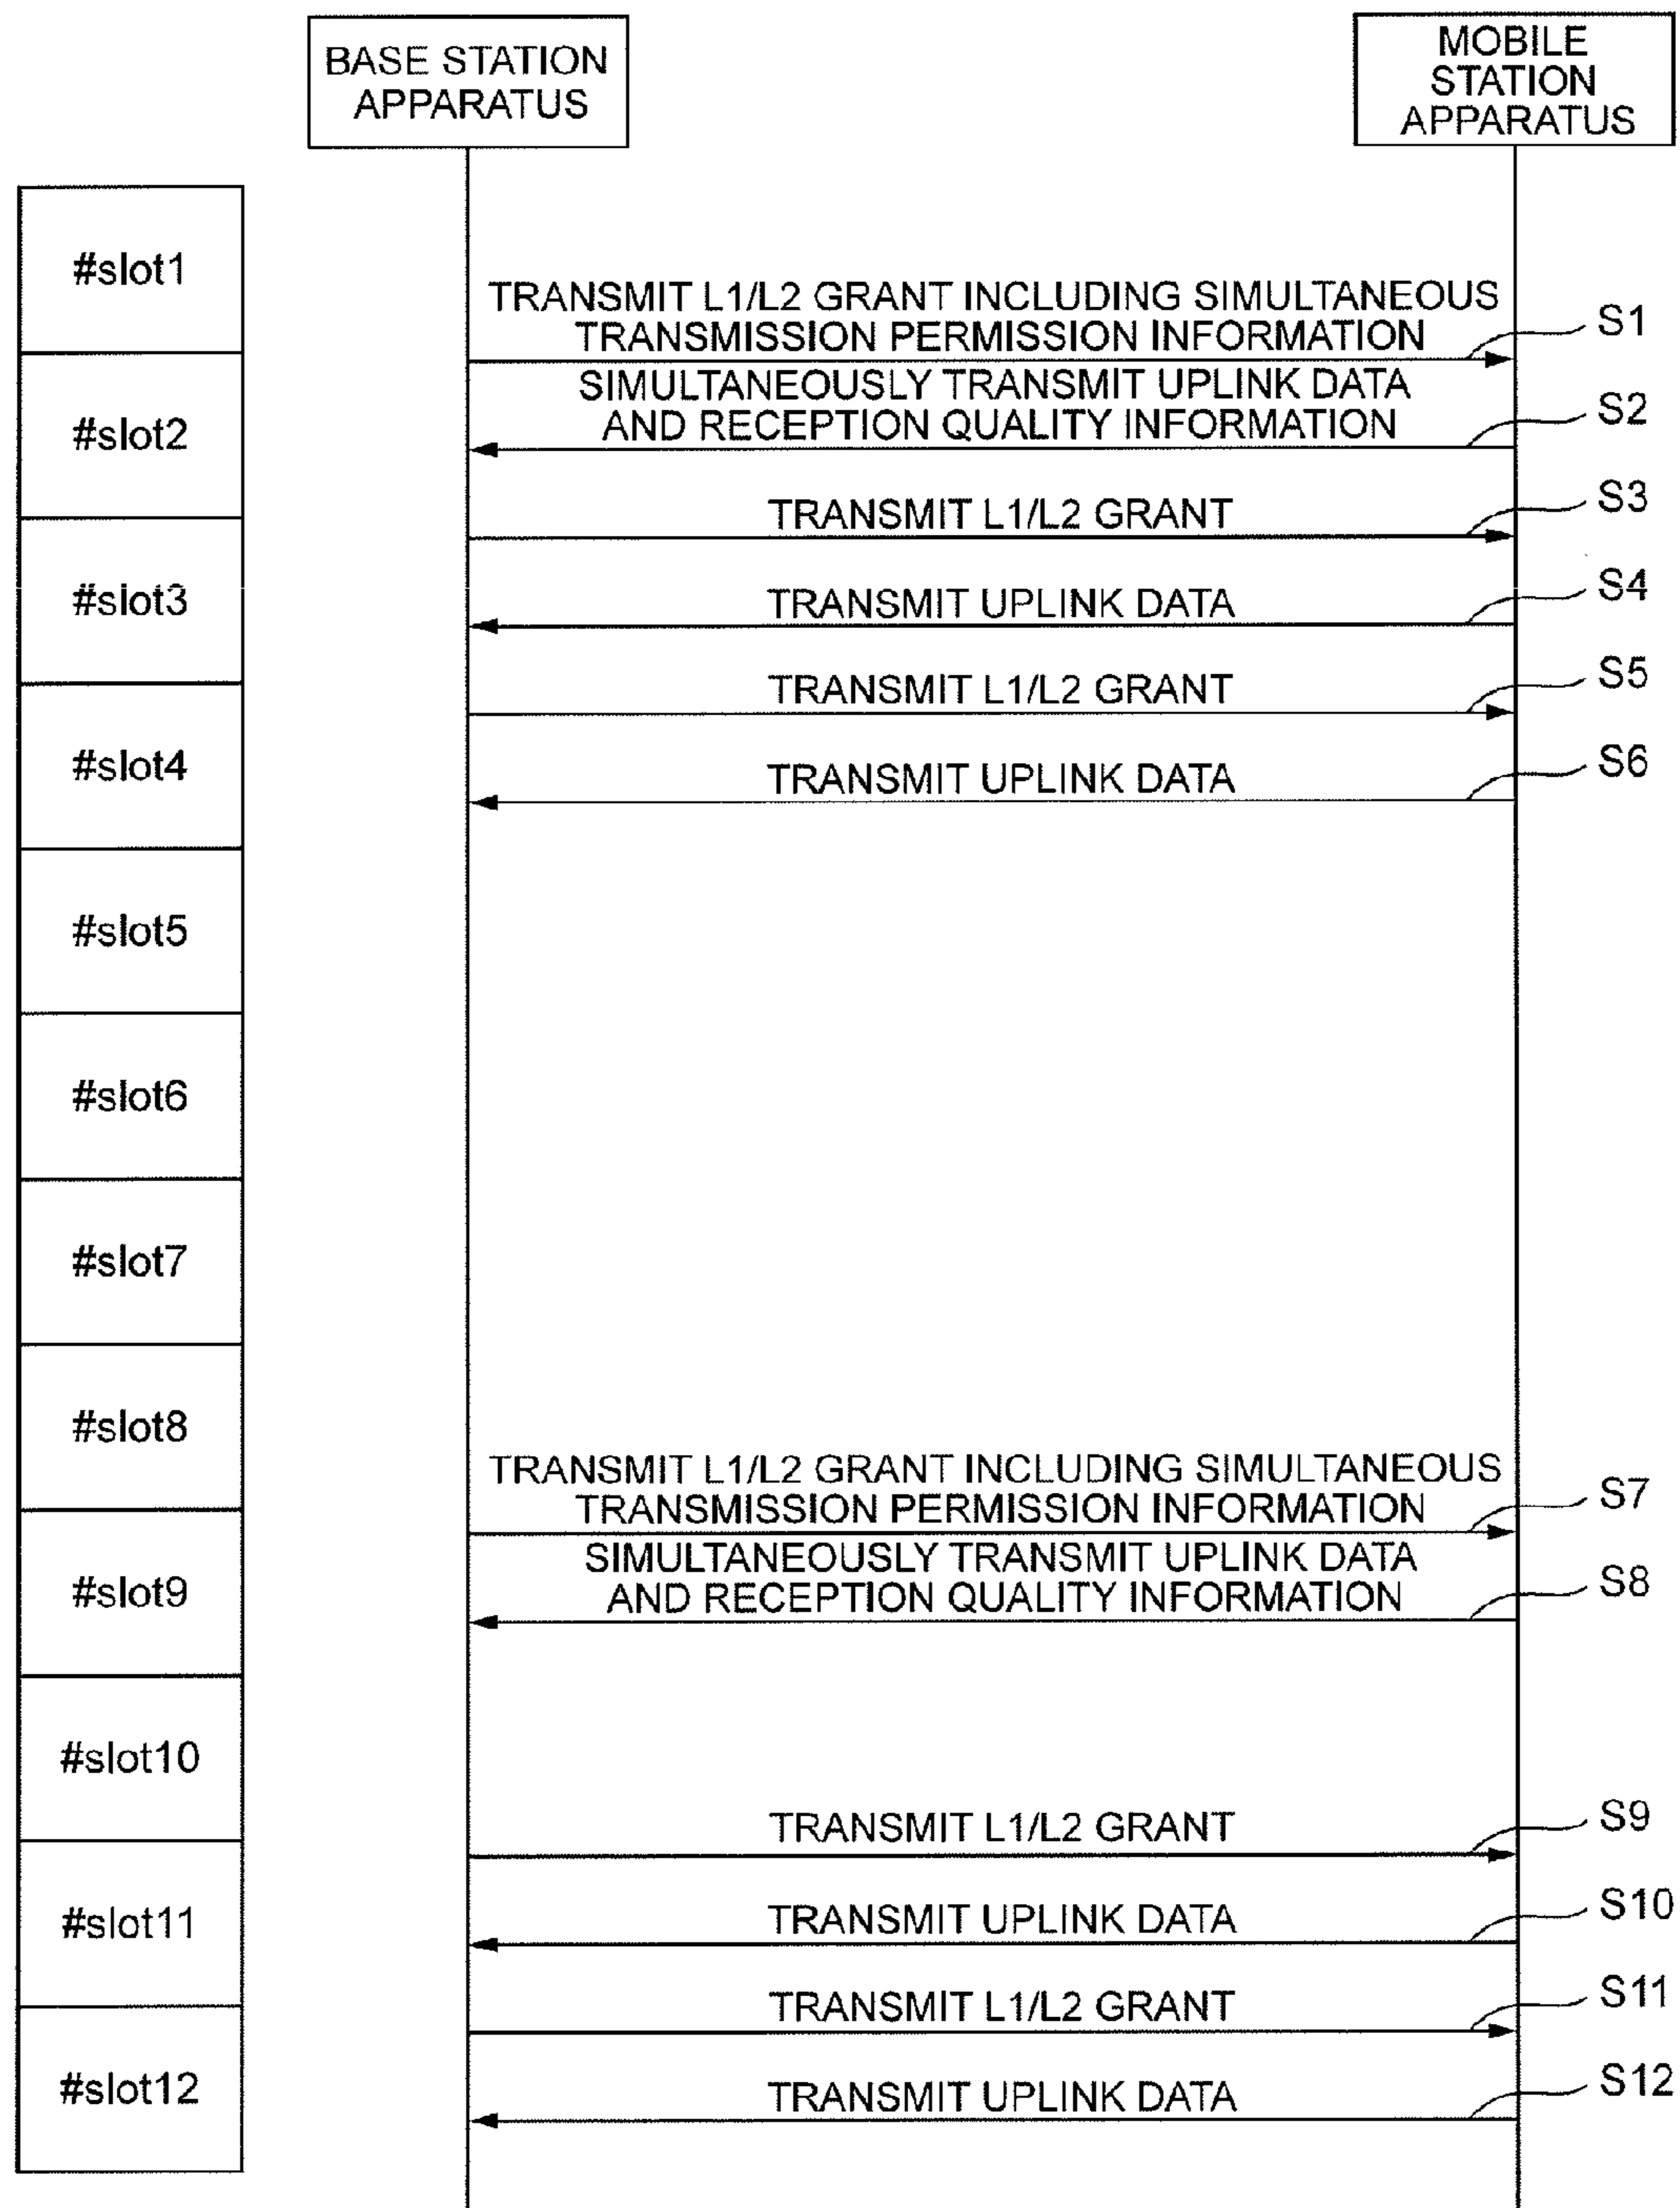 BASE STATION
APPARATUS
MOBILE
STATION
APPARATUS
#slot1
TRANSMIT L1/L2 GRANT INCLUDING SIMULTANEOUS
TRANSMISSION PERMISSION INFORMATION
S1
#slot2
SIMULTANEOUSLY TRANSMIT UPLINK DATA
AND RECEPTION QUALITY INFORMATION
S2
TRANSMIT L1/L2 GRANT
S3
#slot3
TRANSMIT UPLINK DATA
S4
TRANSMIT L1/L2 GRANT
S5
#slot4
TRANSMIT UPLINK DATA
S6
#slot5
#slot6
#slot7
#slot8
TRANSMIT L1/L2 GRANT INCLUDING SIMULTANEOUS
TRANSMISSION PERMISSION INFORMATION
S7
#slot9
SIMULTANEOUSLY TRANSMIT UPLINK DATA
AND RECEPTION QUALITY INFORMATION
S8
#slot10
TRANSMIT L1/L2 GRANT
S9
#slot11
TRANSMIT UPLINK DATA
S10
TRANSMIT L1/L2 GRANT
S11
#slot12
TRANSMIT UPLINK DATA
S12